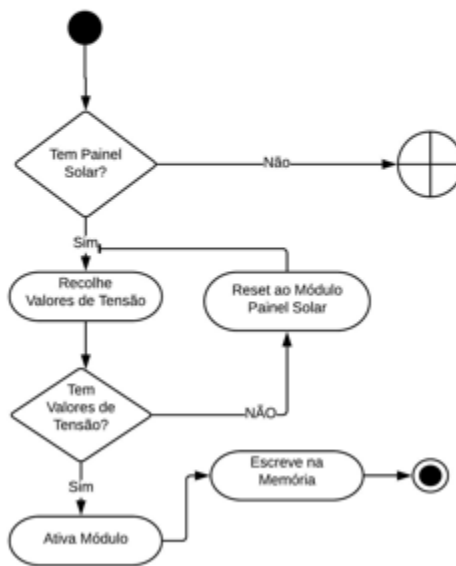 Tem Painel
Solar?
Não
Sim
Recolhe
Valores de Tensão
Reset ao Módulo
Painel Solar
Tem
Valores de
Tensão?
NÃO
Sim
Escreve na
Memória
Ativa Módulo